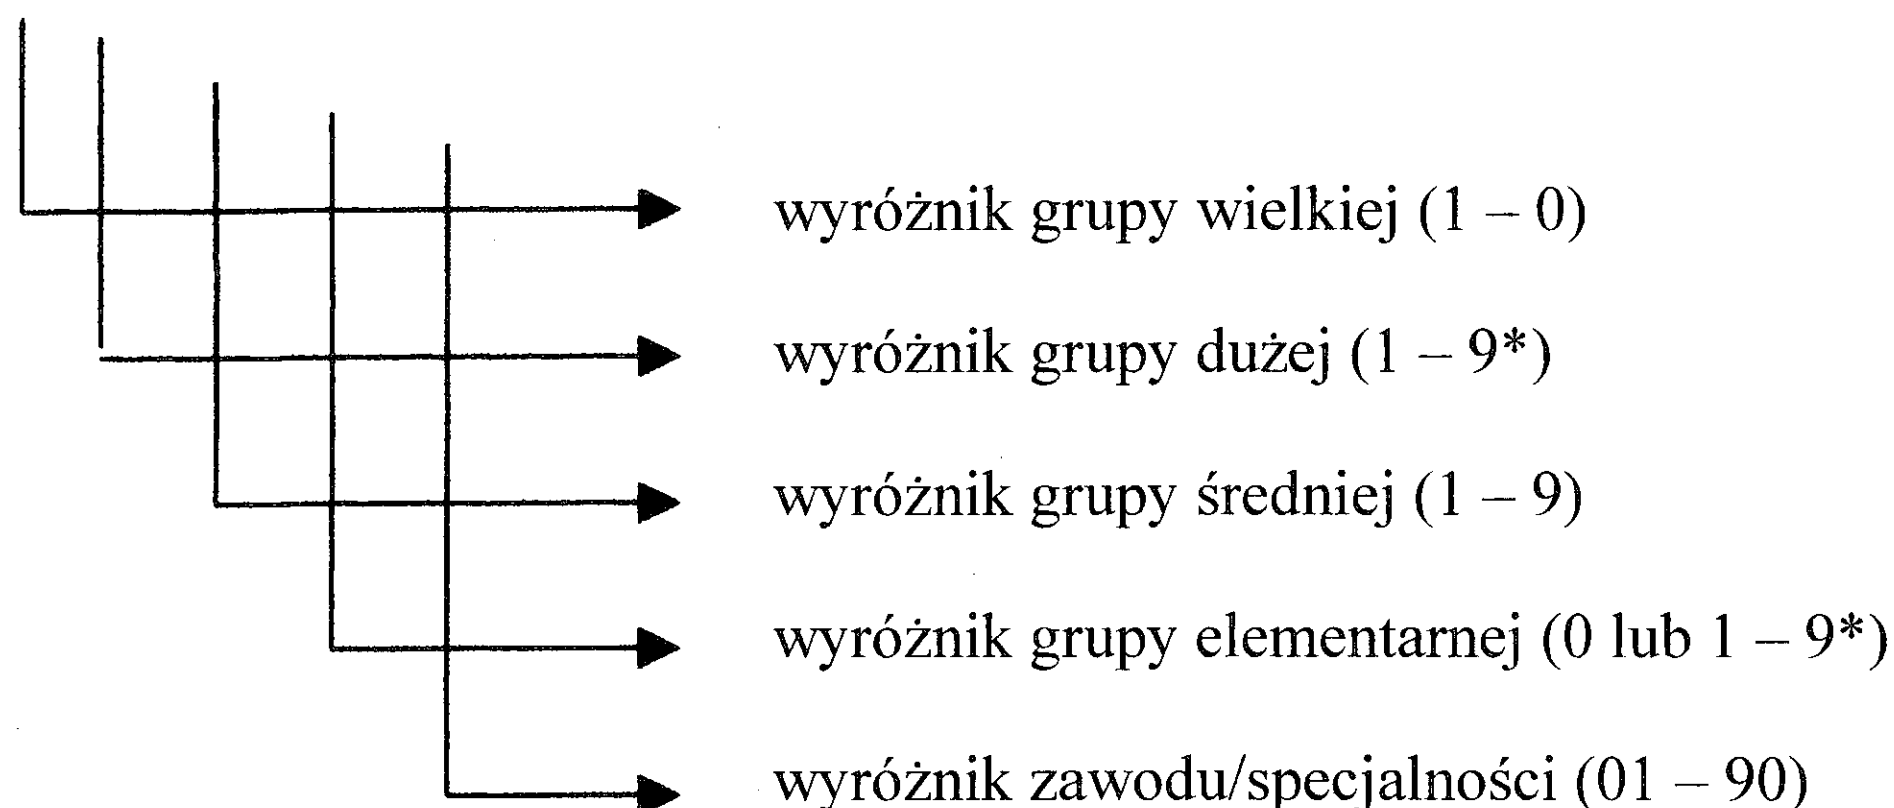 wyróżnik grupy wielkiej (1 – 0)
wyróżnik grupy dużej (1 – 9*)
wyróżnik grupy średniej (1 – 9)
wyróżnik grupy elementarnej (0 lub 1 – 9*)
wyróżnik zawodu/specjalności (01 – 90)